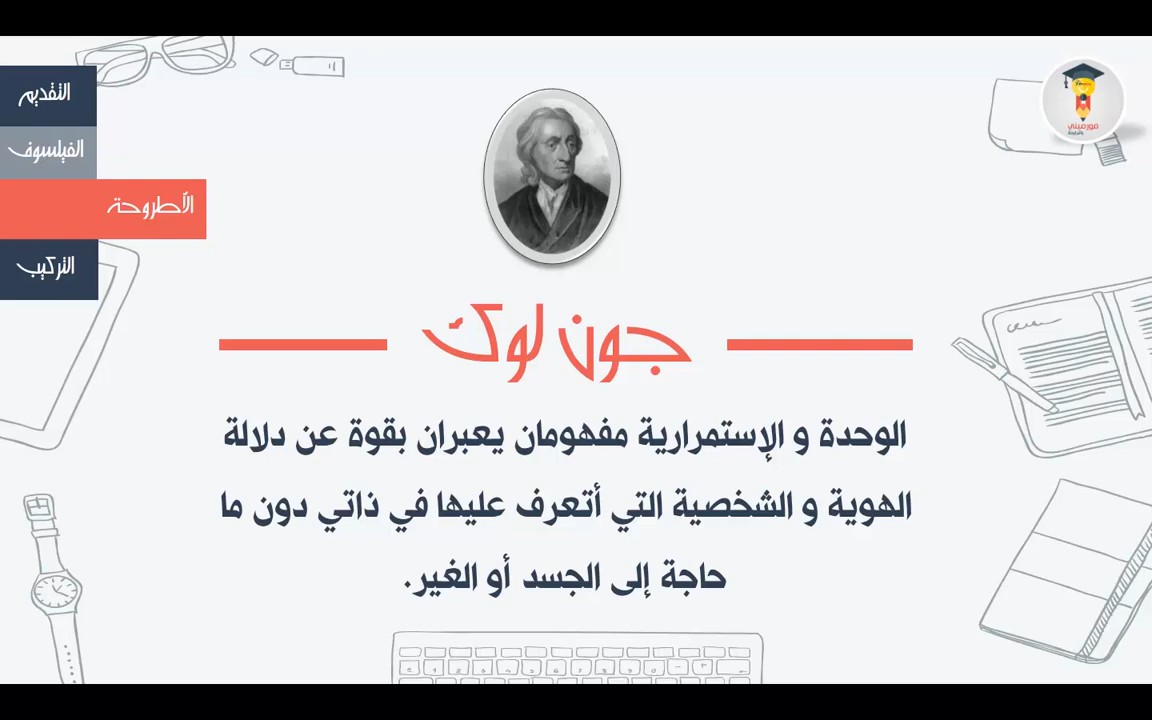 التقديم
الفيلسوف
الأطروحة
التركيب
جون لوك
الوحدة و الإستمرارية مفهومان يعبران بقوة عن دلالة
الهوية و الشخصية التي أتعرف عليها في ذاتي دون ما
حاجة إلى الجسد أو الغير.